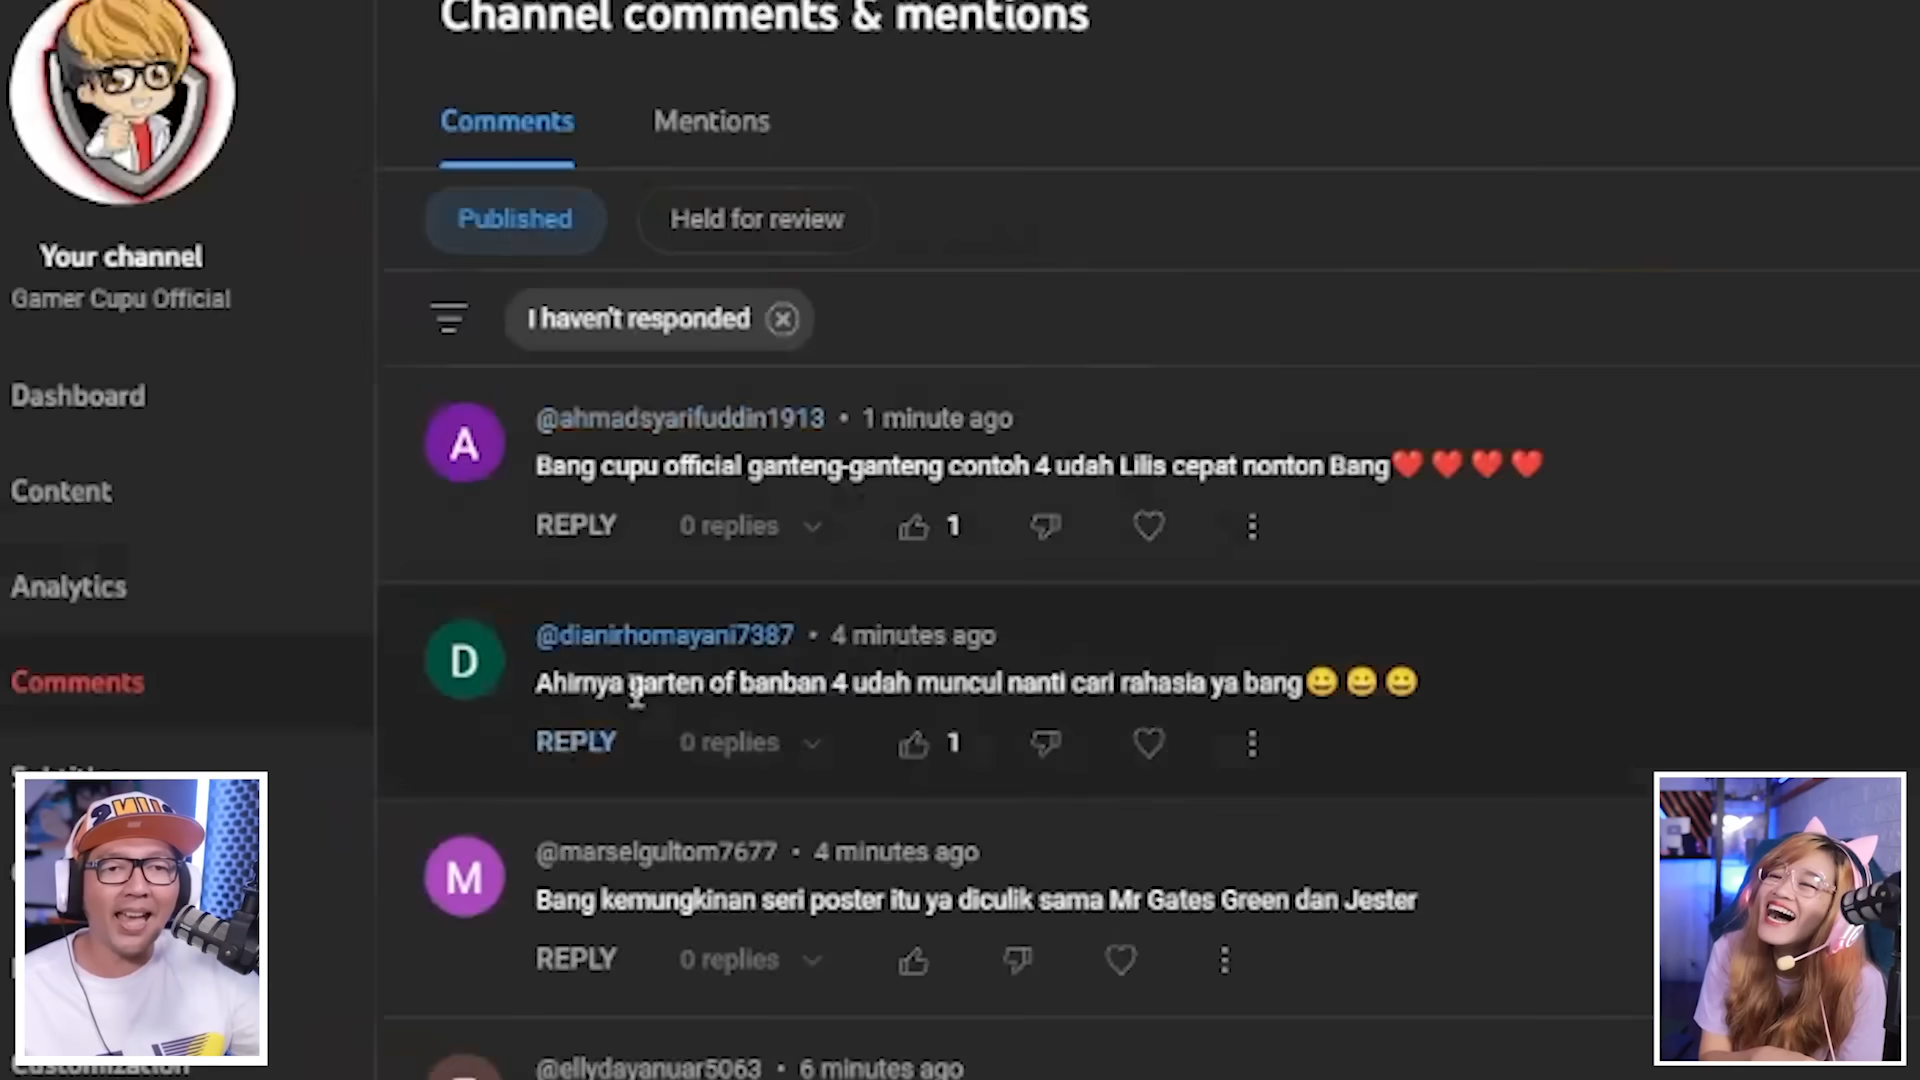 Channel comments & mentions
Comments Mentions
Published Held for review
Your channel
Gamer Cupu Official
I haven't responded
Dashboard
Content
Analytics
Comments
Customization
@ahmadsyarifuddin1913 • 1 minute ago
Bang cupu official ganteng-ganteng contoh 4 udah Lilis cepat nonton Bang❤️❤️❤️❤️
REPLY 0 replies 1
@dianirhomayani7387 • 4 minutes ago
Ahirnya garten of banban 4 udah muncul nanti cari rahasia ya bang😀😀😀
REPLY 0 replies 1
@marselgultom7677 • 4 minutes ago
Bang kemungkinan seri poster itu ya diculik sama Mr Gates Green dan Jester
REPLY 0 replies
@ellydayanuar5063 • 6 minutes ago
A
D
M